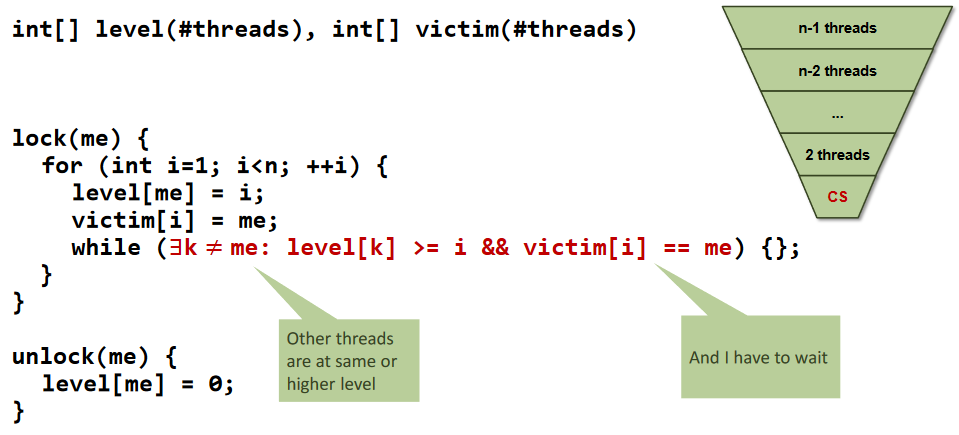 int[] level(#threads), int[] victim(#threads)
n-1 threads
n-2 threads
...
2 threads
CS
lock(me) {
for (int i=1; i<n; ++i) {
level[me] = i;
victim[i] = me;
while (∃k ≠ me: level[k] >= i && victim[i] == me) {};
}
}
Other threads
are at same or
higher level
And I have to wait
unlock(me) {
level[me] = 0;
}